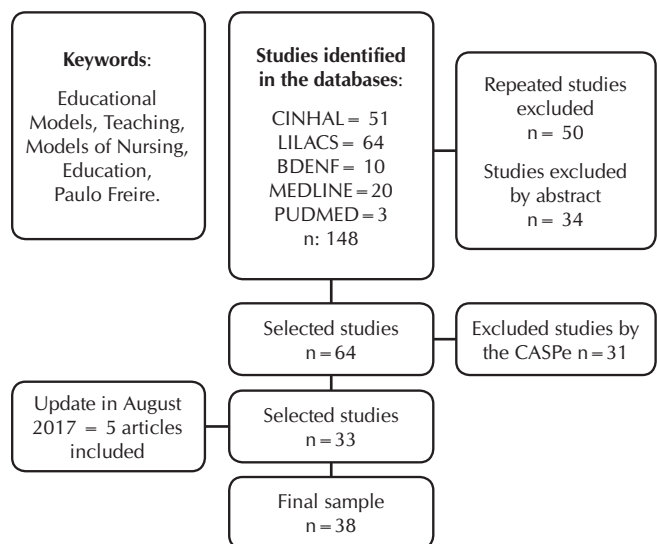 Keywords:
Educational
Models, Teaching,
Models of Nursing,
Education,
Paulo Freire.
Studies identified
in the databases:
CINHAL = 51
LILACS = 64
BDENF = 10
MEDLINE = 20
PUDMED = 3
n: 148
Repeated studies
excluded
n = 50
Studies excluded
by abstract
n = 34
Selected studies
n = 64
Excluded studies by
the CASPe n = 31
Update in August
2017 = 5 articles
included
Selected studies
n = 33
Final sample
n = 38